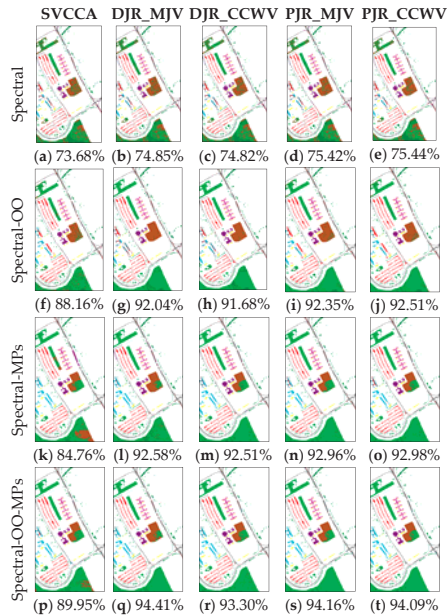 SVCCA DJR_MJV DJR_CCWV PJR_MJV PJR_CCWV
Spectral
(a) 73.68% (b) 74.85% (c) 74.82% (d) 75.42% (e) 75.44%
Spectral-OO
(f) 88.16% (g) 92.04% (h) 91.68% (i) 92.35% (j) 92.51%
Spectral-MPs
(k) 84.76% (l) 92.58% (m) 92.51% (n) 92.96% (o) 92.98%
Spectral-OO-MPs
(p) 89.95% (q) 94.41% (r) 93.30% (s) 94.16% (t) 94.09%